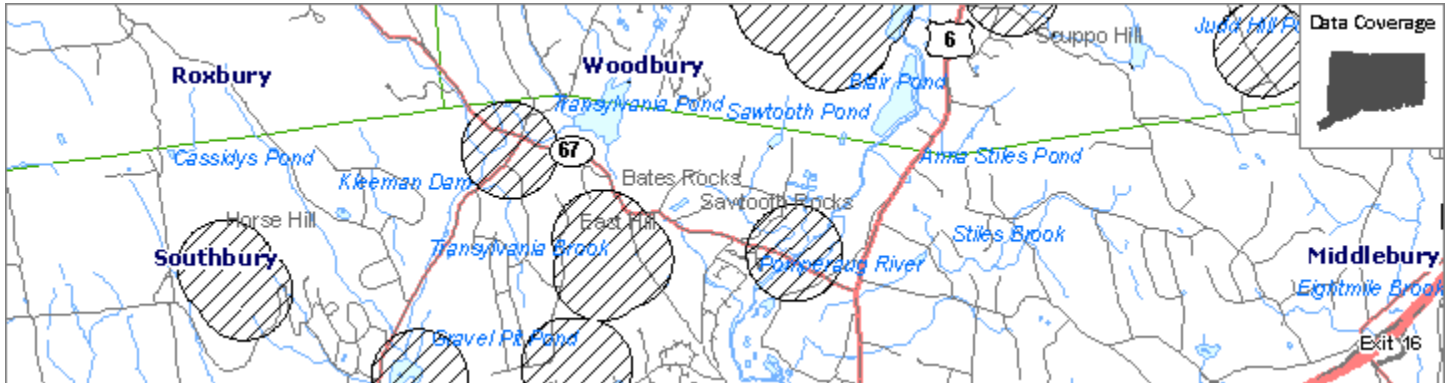 Data Coverage
Judd Hill Po
Scuppo Hill
6
Woodbury
Roxbury
Blair Pond
Transylvania Pond
Sawtooth Pond
Cassidys Pond
67
Anna Stiles Pond
Kleeman Dam
Bates Rocks
Sawtooth Rocks
Horse Hill
East Hill
Stiles Brook
Transylvania Brook
Southbury
Pomperaug River
Middlebury
Eightmile Brook
Gravel Pit Pond
Exit 16